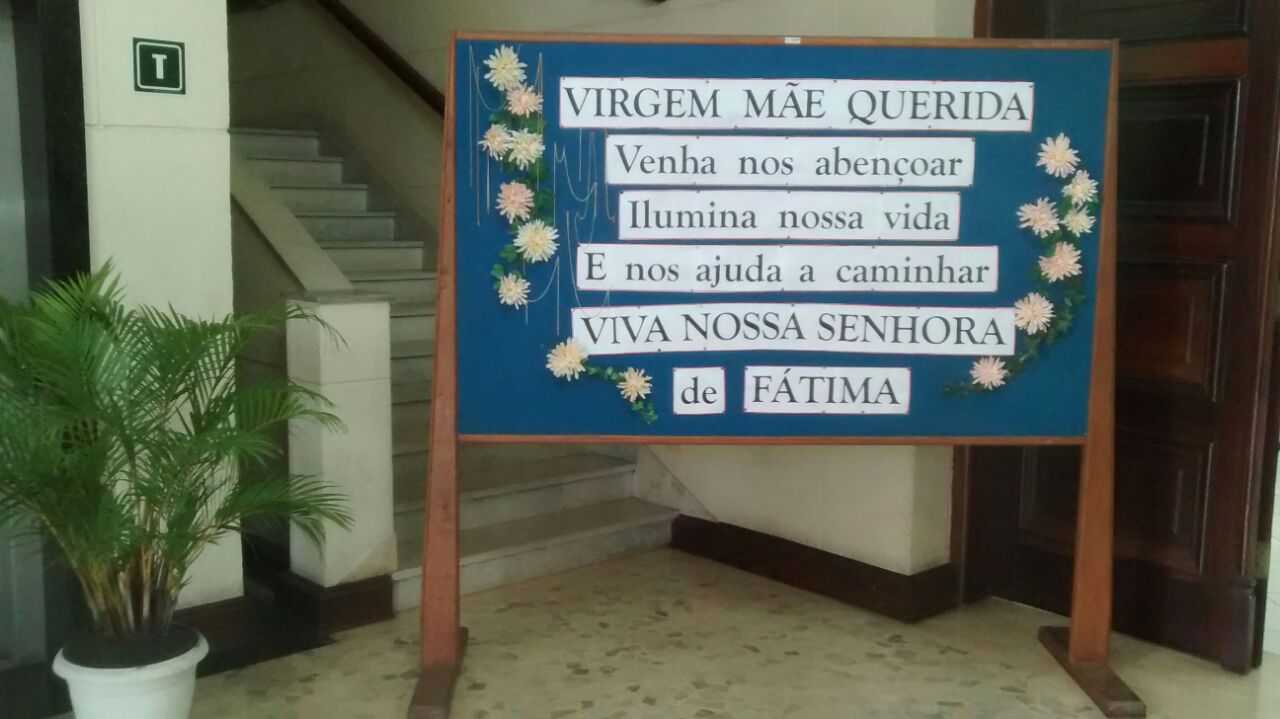 T
VIRGEM MÃE QUERIDA
Venha nos abençoar
Ilumina nossa vida
E nos ajuda a caminhar
VIVA NOSSA SENHORA
de FÁTIMA